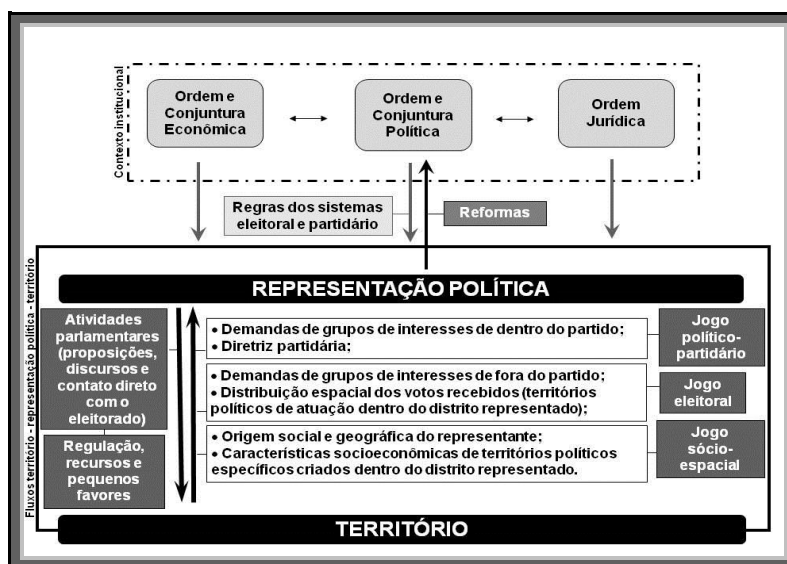 Contexto institucional
Ordem e
Conjuntura
Econômica
Ordem e
Conjuntura
Política
Ordem
Jurídica
Regras dos sistemas
eleitoral e partidário
Reformas
Fluxos território - representação política - território
REPRESENTAÇÃO POLÍTICA
Atividades
parlamentares
(proposições,
discursos e
contato direto
com o
eleitorado)
Regulação,
recursos e
pequenos
favores
• Demandas de grupos de interesses de dentro do partido;
• Diretriz partidária;
Jogo
político-
partidário
• Demandas de grupos de interesses de fora do partido;
• Distribuição espacial dos votos recebidos (territórios
políticos de atuação dentro do distrito representado);
Jogo
eleitoral
• Origem social e geográfica do representante;
• Características socioeconômicas de territórios políticos
específicos criados dentro do distrito representado.
Jogo
sócio-
espacial
TERRITÓRIO